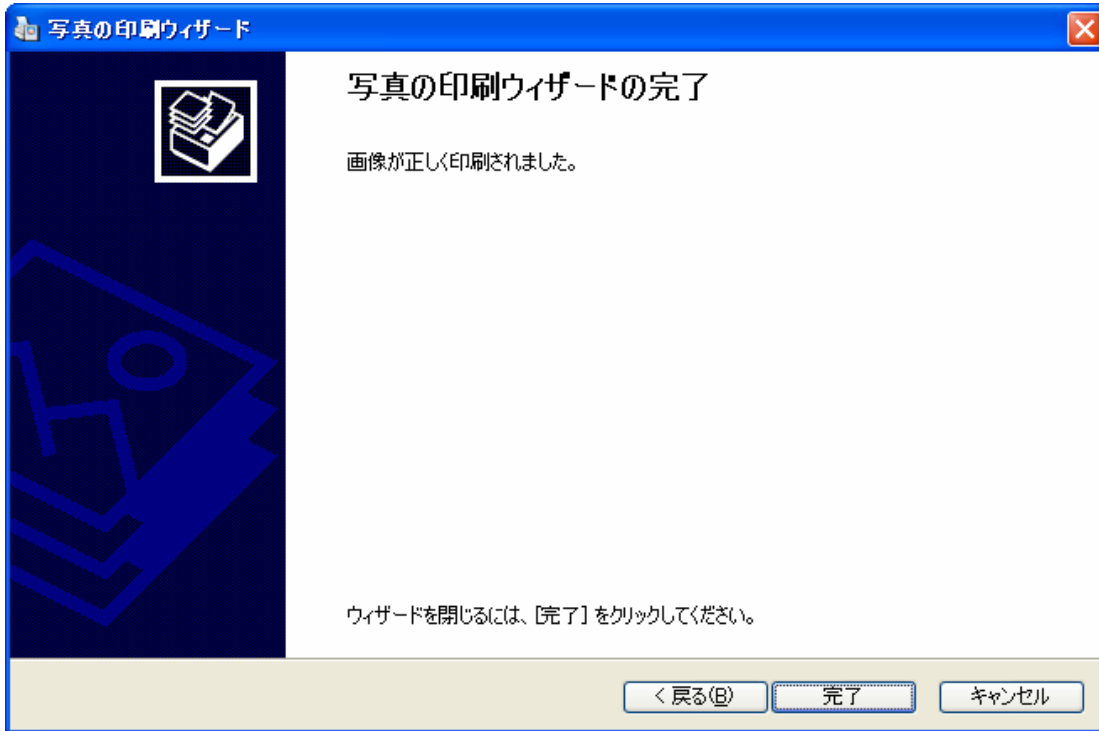 写真の印刷ウィザード
写真の印刷ウィザードの完了
画像が正しく印刷されました。
ウィザードを閉じるには、[完了] をクリックしてください。
< 戻る(B) 完了 キャンセル